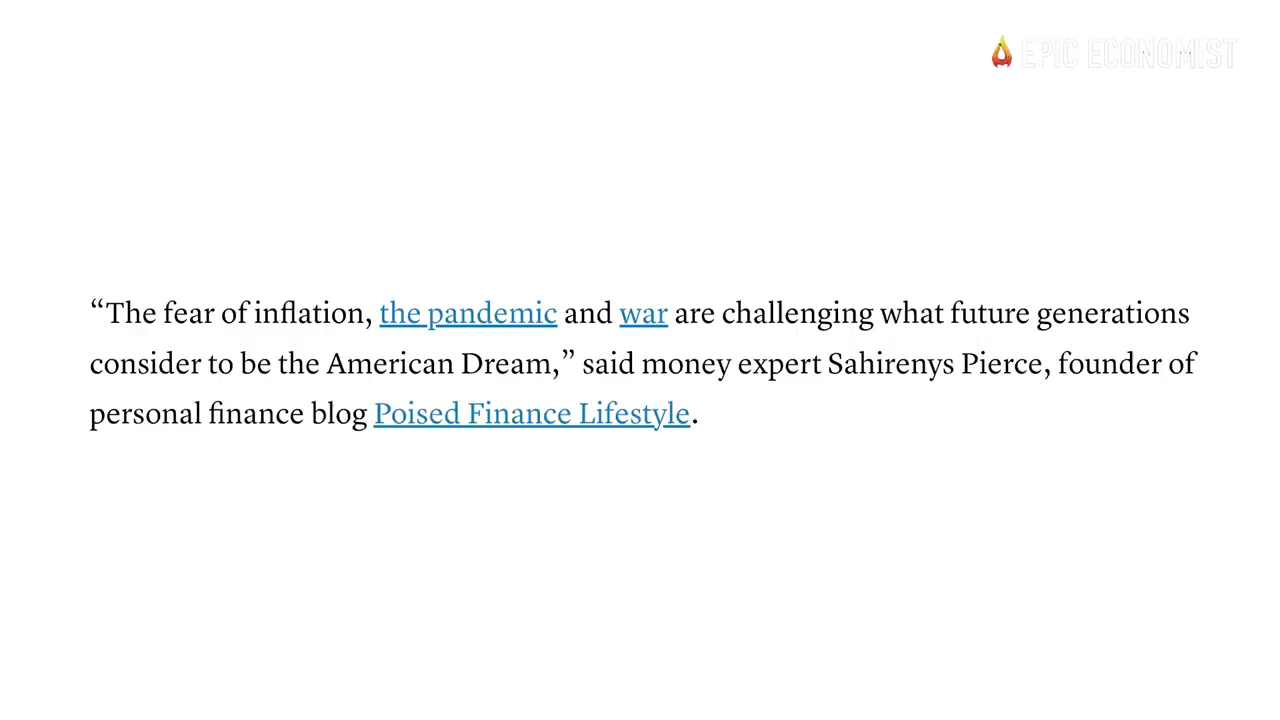 EPIC ECONOMIST
“The fear of inflation, the pandemic and war are challenging what future generations
consider to be the American Dream,” said money expert Sahirenys Pierce, founder of
personal finance blog Poised Finance Lifestyle.